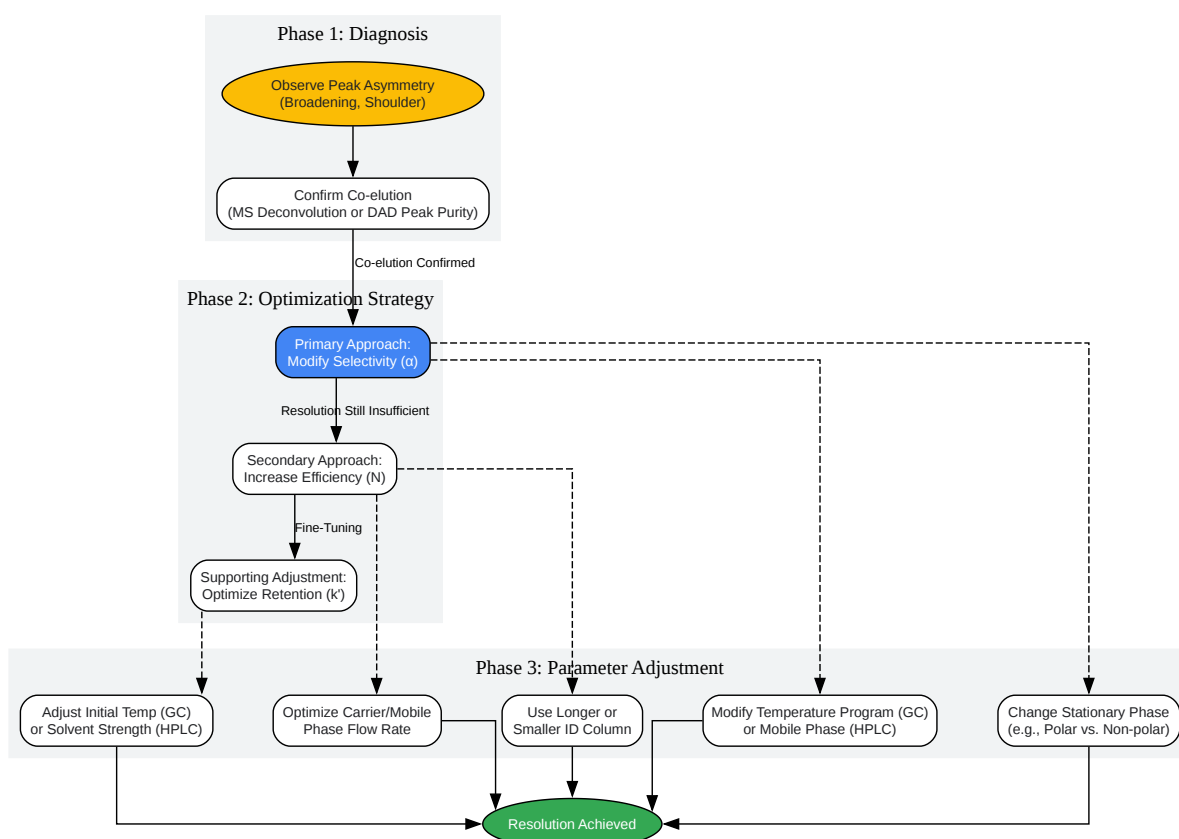 Phase 1: Diagnosis
Observe Peak Asymmetry
(Broadening, Shoulder)
Confirm Co-elution
(MS Deconvolution or DAD Peak Purity)
Co-elution Confirmed
Phase 2: Optimization Strategy
Primary Approach:
Modify Selectivity (α)
Resolution Still Insufficient
Secondary Approach:
Increase Efficiency (N)
Fine-Tuning
Supporting Adjustment:
Optimize Retention (k')
Phase 3: Parameter Adjustment
Adjust Initial Temp (GC)
or Solvent Strength (HPLC)
Optimize Carrier/Mobile
Phase Flow Rate
Use Longer or
Smaller ID Column
Modify Temperature Program (GC)
or Mobile Phase (HPLC)
Change Stationary Phase
(e.g., Polar vs. Non-polar)
Resolution Achieved